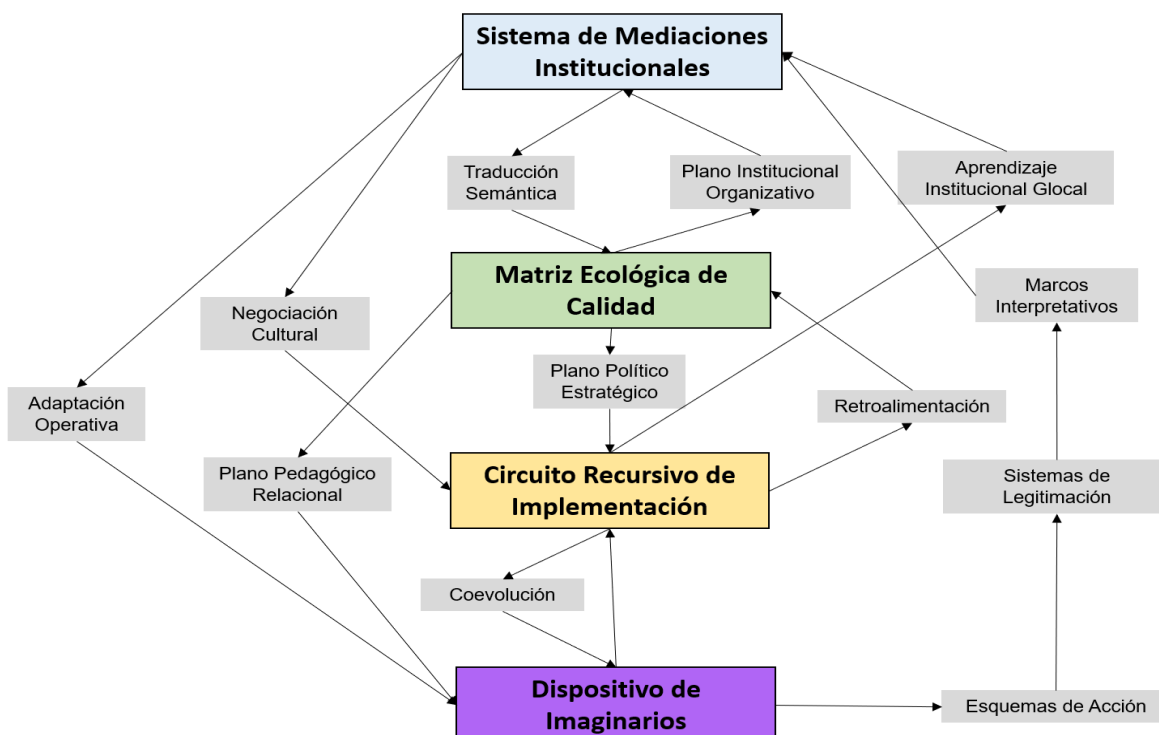 Sistema de Mediaciones
Institucionales
Traducción
Semántica
Plano Institucional
Organizativo
Aprendizaje
Institucional Glocal
Matriz Ecológica de
Calidad
Marcos
Interpretativos
Negociación
Cultural
Plano Político
Estratégico
Adaptación
Operativa
Retroalimentación
Plano Pedagógico
Relacional
Circuito Recursivo de
Implementación
Sistemas de
Legitimación
Coevolución
Dispositivo de
Imaginarios
Esquemas de Acción